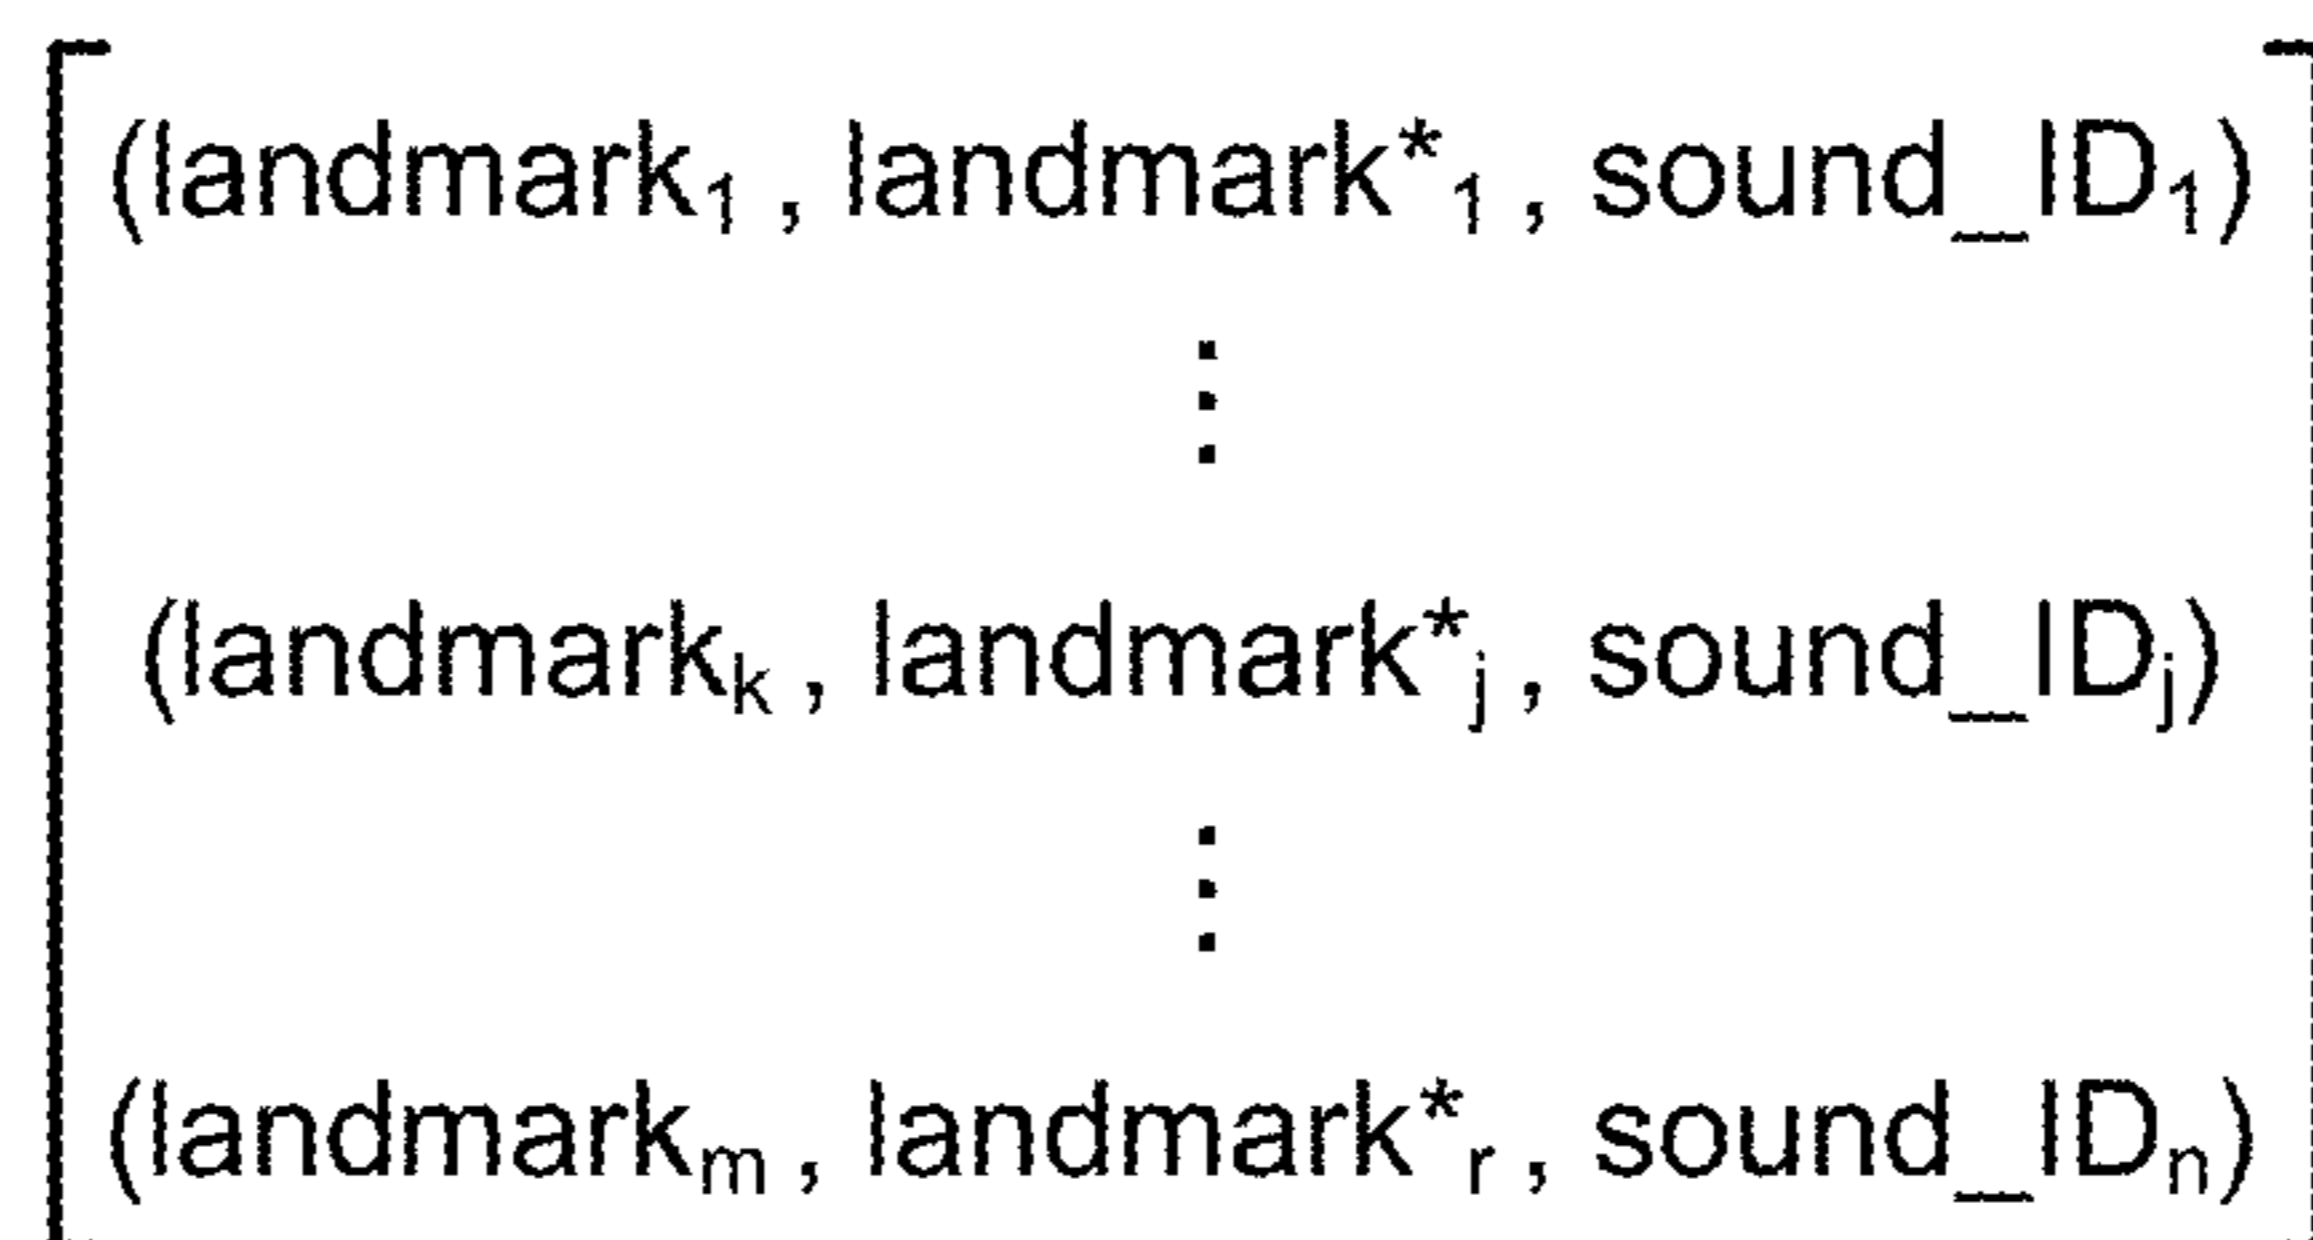 (landmark₁ , landmark*₁ , sound_ID₁)
⋮
(landmarkₖ , landmark*ⱼ , sound_IDⱼ)
⋮
(landmarkₘ , landmark*ᵣ , sound_IDₙ)